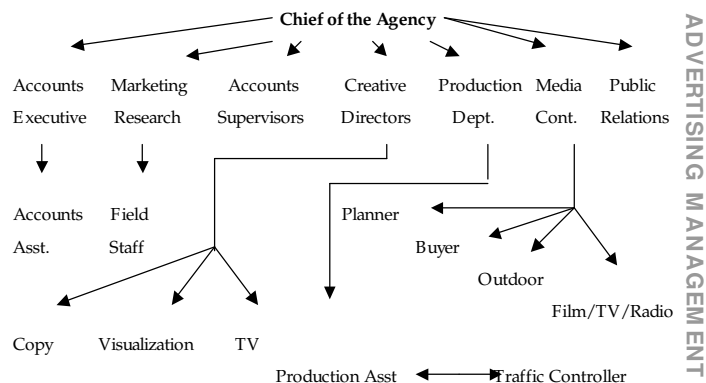 Chief of the Agency
Accounts Marketing Accounts Creative Production Media Public
Executive Research Supervisors Directors Dept. Cont. Relations
Accounts Field Planner
Asst. Staff
Buyer
Outdoor
Film/TV/Radio
Copy Visualization TV
Production Asst Traffic Controller
ADVERTISING MANAGEMENT